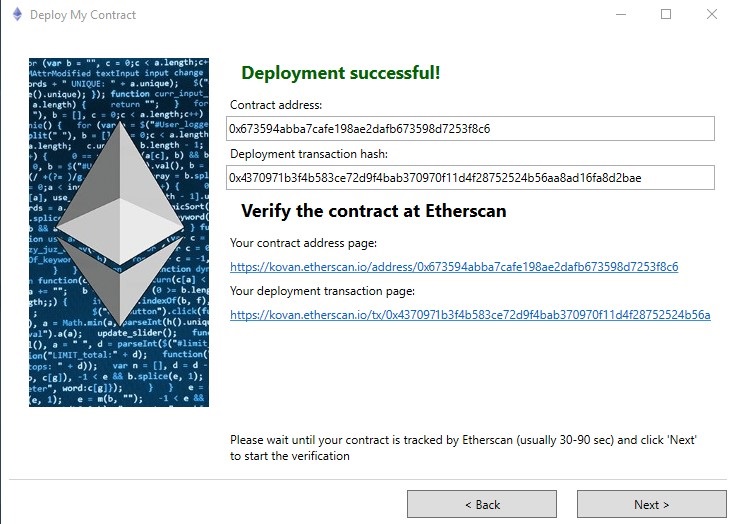 Deploy My Contract
Deployment successful!
Contract address:
0x673594abba7cafe198ae2dafb673598d7253f8c6
Deployment transaction hash:
0x4370971b3f4b583ce72d9f4bab370970f11d4f28752524b56aa8ad16fa8d2bae
Verify the contract at Etherscan
Your contract address page:
https://kovan.etherscan.io/address/0x673594abba7cafe198ae2dafb673598d7253f8c6
Your deployment transaction page:
https://kovan.etherscan.io/tx/0x4370971b3f4b583ce72d9f4bab370970f11d4f28752524b56a
Please wait until your contract is tracked by Etherscan (usually 30-90 sec) and click 'Next'
to start the verification
< Back
Next >